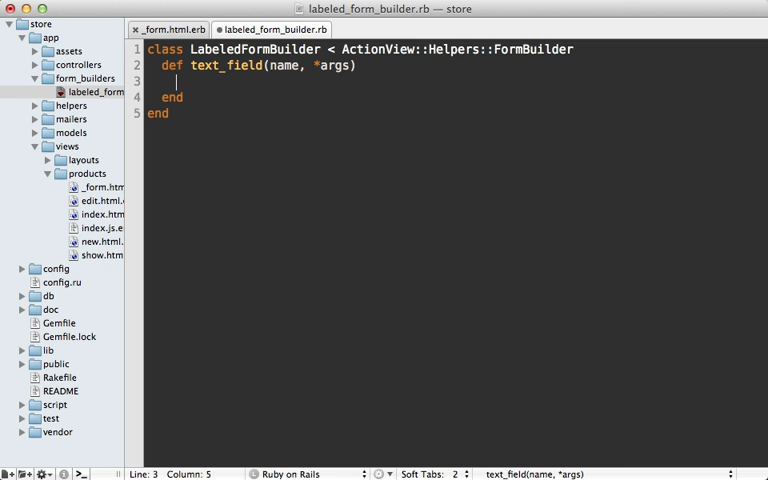 labeled_form_builder.rb — store
store
app
assets
controllers
form_builders
labeled_form
helpers
mailers
models
views
layouts
products
_form.htm
edit.html.
index.htm
index.js.e
new.html.
show.htm
config
config.ru
db
doc
Gemfile
Gemfile.lock
lib
public
Rakefile
README
script
test
vendor
_form.html.erb
labeled_form_builder.rb
1 class LabeledFormBuilder < ActionView::Helpers::FormBuilder
2 def text_field(name, *args)
3
4 end
5 end
Line: 3 Column: 5 Ruby on Rails Soft Tabs: 2 text_field(name, *args)